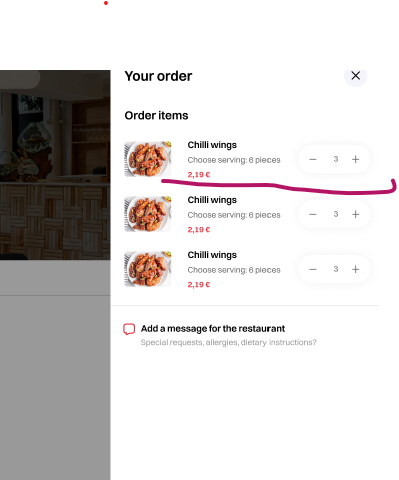 Your order
Order items
Chilli wings
Choose serving: 6 pieces
3
2,19 €
Chilli wings
Choose serving: 6 pieces
3
2,19 €
Chilli wings
Choose serving: 6 pieces
3
2,19 €
Add a message for the restaurant
Special requests, allergies, dietary instructions?